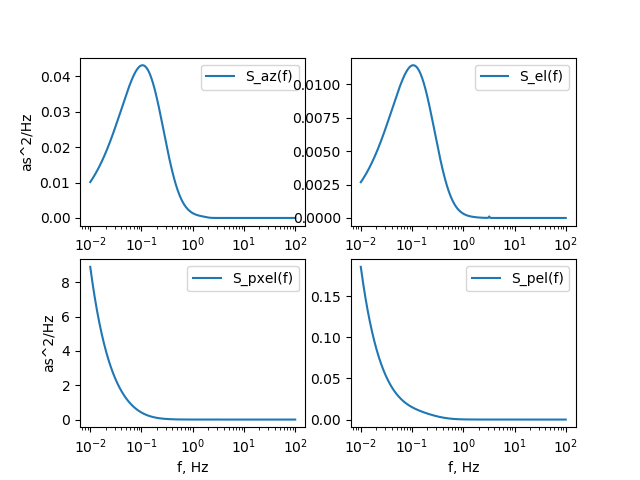 S_az(f)
as^2/Hz
0.04
0.03
0.02
0.01
0.00
10^-2 10^-1 10^0 10^1 10^2
S_el(f)
0.0100
0.0075
0.0050
0.0025
0.0000
10^-2 10^-1 10^0 10^1 10^2
S_pxel(f)
as^2/Hz
8
6
4
2
0
10^-2 10^-1 10^0 10^1 10^2
f, Hz
S_pel(f)
0.15
0.10
0.05
0.00
10^-2 10^-1 10^0 10^1 10^2
f, Hz